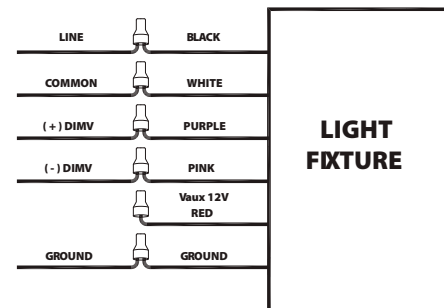 LINE BLACK
COMMON WHITE
(+) DIMV PURPLE
(-) DIMV PINK
Vaux 12V
RED
GROUND GROUND
LIGHT
FIXTURE